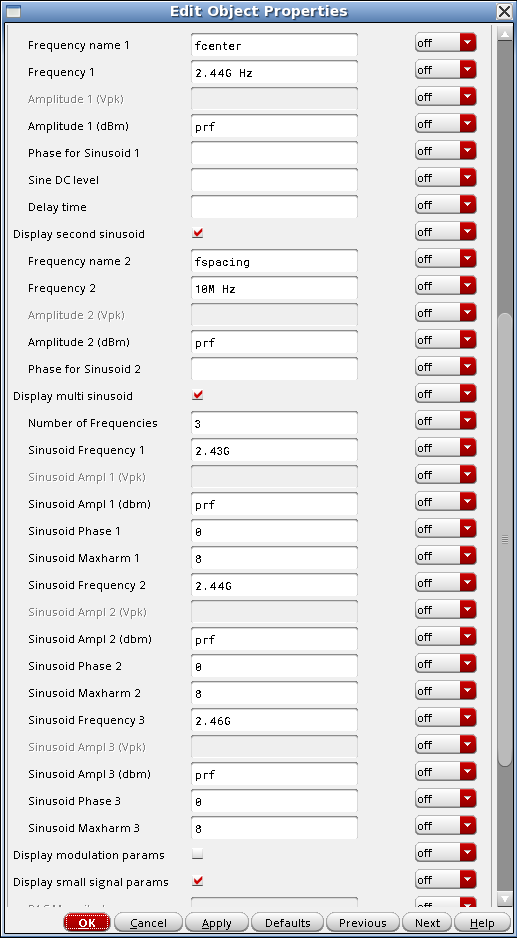 Edit Object Properties
Frequency name 1 fcenter off
Frequency 1 2.44G Hz off
Amplitude 1 (Vpk) off
Amplitude 1 (dBm) prf off
Phase for Sinusoid 1 off
Sine DC level off
Delay time off
Display second sinusoid off
Frequency name 2 fspacing off
Frequency 2 10M Hz off
Amplitude 2 (Vpk) off
Amplitude 2 (dBm) prf off
Phase for Sinusoid 2 off
Display multi sinusoid off
Number of Frequencies 3 off
Sinusoid Frequency 1 2.43G off
Sinusoid Ampl 1 (Vpk) off
Sinusoid Ampl 1 (dbm) prf off
Sinusoid Phase 1 0 off
Sinusoid Maxharm 1 8 off
Sinusoid Frequency 2 2.44G off
Sinusoid Ampl 2 (Vpk) off
Sinusoid Ampl 2 (dbm) prf off
Sinusoid Phase 2 0 off
Sinusoid Maxharm 2 8 off
Sinusoid Frequency 3 2.46G off
Sinusoid Ampl 3 (Vpk) off
Sinusoid Ampl 3 (dbm) prf off
Sinusoid Phase 3 0 off
Sinusoid Maxharm 3 8 off
Display modulation params off
Display small signal params off
OK Cancel Apply Defaults Previous Next Help